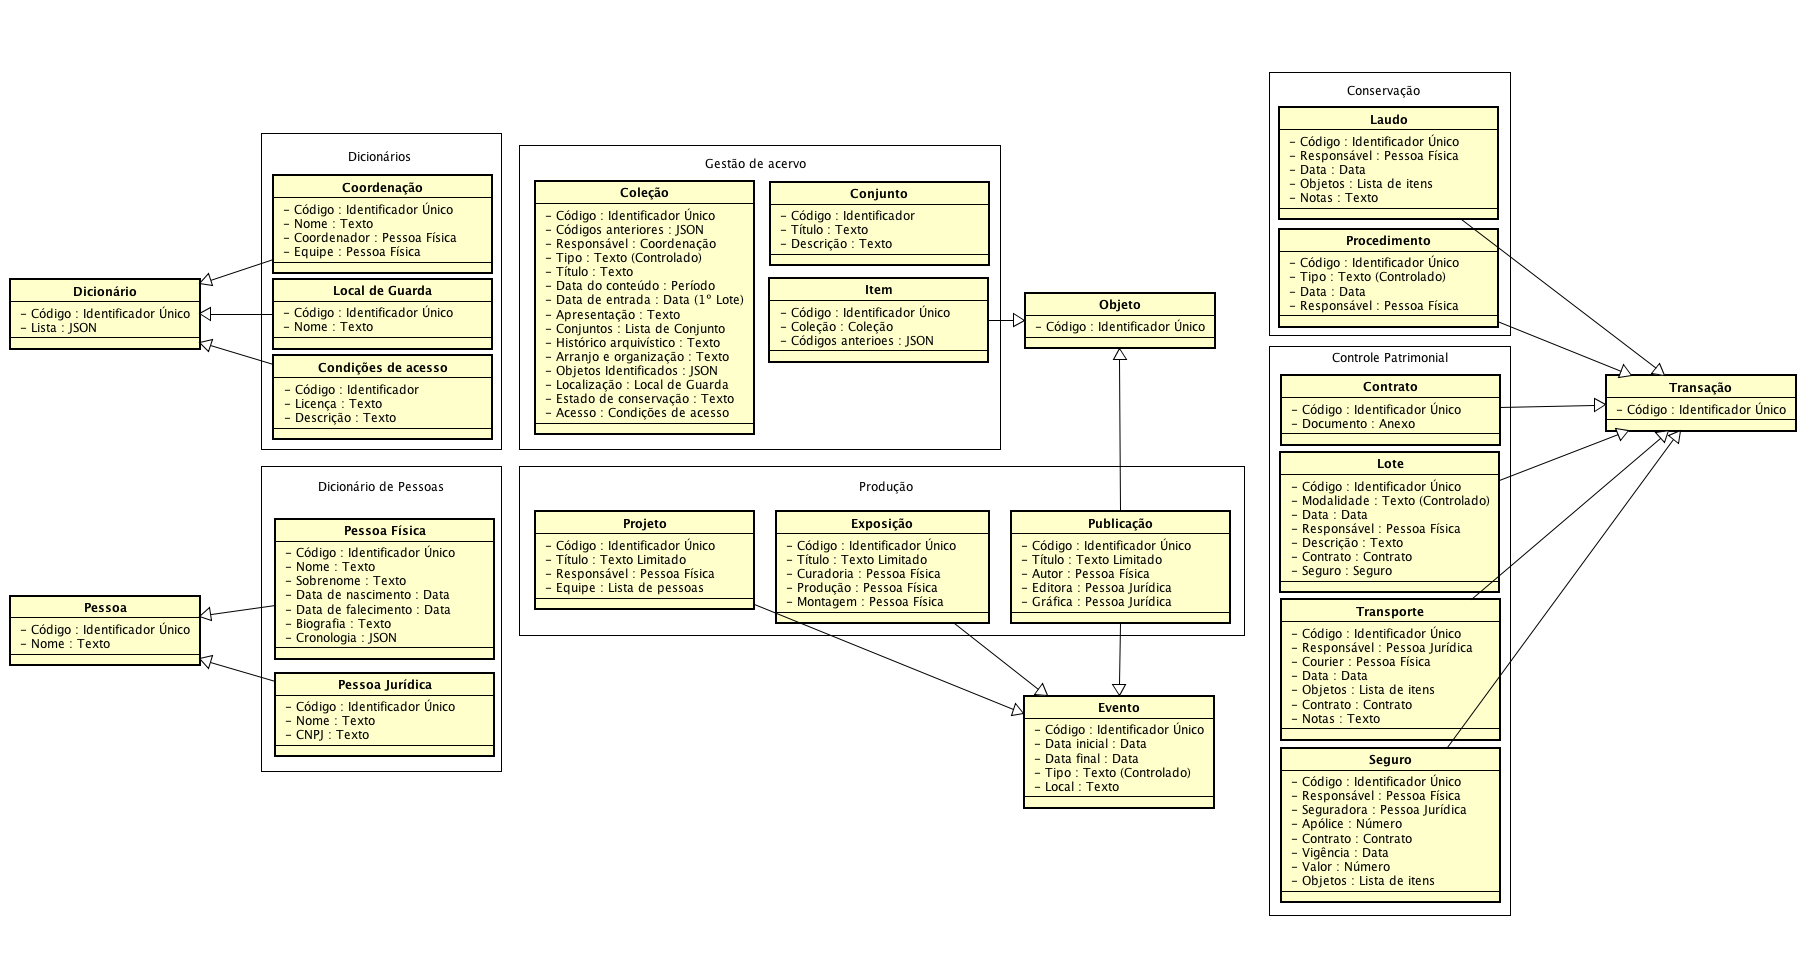 Dicionário
- Código : Identificador Único
- Lista : JSON
Pessoa
- Código : Identificador Único
- Nome : Texto
Dicionários
Coordenação
- Código : Identificador Único
- Nome : Texto
- Coordenador : Pessoa Física
- Equipe : Pessoa Física
Local de Guarda
- Código : Identificador Único
- Nome : Texto
Condições de acesso
- Código : Identificador
- Licença : Texto
- Descrição : Texto
Dicionário de Pessoas
Pessoa Física
- Código : Identificador Único
- Nome : Texto
- Sobrenome : Texto
- Data de nascimento : Data
- Data de falecimento : Data
- Biografia : Texto
- Cronologia : JSON
Pessoa Jurídica
- Código : Identificador Único
- Nome : Texto
- CNPJ : Texto
Gestão de acervo
Coleção
- Código : Identificador Único
- Códigos anteriores : JSON
- Responsável : Coordenação
- Tipo : Texto (Controlado)
- Título : Texto
- Data do conteúdo : Período
- Data de entrada : Data (1º Lote)
- Apresentação : Texto
- Conjuntos : Lista de Conjunto
- Histórico arquivístico : Texto
- Arranjo e organização : Texto
- Objetos Identificados : JSON
- Localização : Local de Guarda
- Estado de conservação : Texto
- Acesso : Condições de acesso
Conjunto
- Código : Identificador
- Título : Texto
- Descrição : Texto
Item
- Código : Identificador Único
- Coleção : Coleção
- Códigos anterioes : JSON
Objeto
- Código : Identificador Único
Produção
Projeto
- Código : Identificador Único
- Título : Texto Limitado
- Responsável : Pessoa Física
- Equipe : Lista de pessoas
Exposição
- Código : Identificador Único
- Título : Texto Limitado
- Curadoria : Pessoa Física
- Produção : Pessoa Física
- Montagem : Pessoa Física
Publicação
- Código : Identificador Único
- Título : Texto Limitado
- Autor : Pessoa Física
- Editora : Pessoa Jurídica
- Gráfica : Pessoa Jurídica
Evento
- Código : Identificador Único
- Data inicial : Data
- Data final : Data
- Tipo : Texto (Controlado)
- Local : Texto
Conservação
Laudo
- Código : Identificador Único
- Responsável : Pessoa Física
- Data : Data
- Objetos : Lista de itens
- Notas : Texto
Procedimento
- Código : Identificador Único
- Tipo : Texto (Controlado)
- Data : Data
- Responsável : Pessoa Física
Controle Patrimonial
Contrato
- Código : Identificador Único
- Documento : Anexo
Lote
- Código : Identificador Único
- Modalidade : Texto (Controlado)
- Data : Data
- Responsável : Pessoa Física
- Descrição : Texto
- Contrato : Contrato
- Seguro : Seguro
Transporte
- Código : Identificador Único
- Responsável : Pessoa Jurídica
- Courier : Pessoa Física
- Data : Data
- Objetos : Lista de itens
- Contrato : Contrato
- Notas : Texto
Seguro
- Código : Identificador Único
- Responsável : Pessoa Física
- Seguradora : Pessoa Jurídica
- Apólice : Número
- Contrato : Contrato
- Vigência : Data
- Valor : Número
- Objetos : Lista de itens
Transação
- Código : Identificador Único